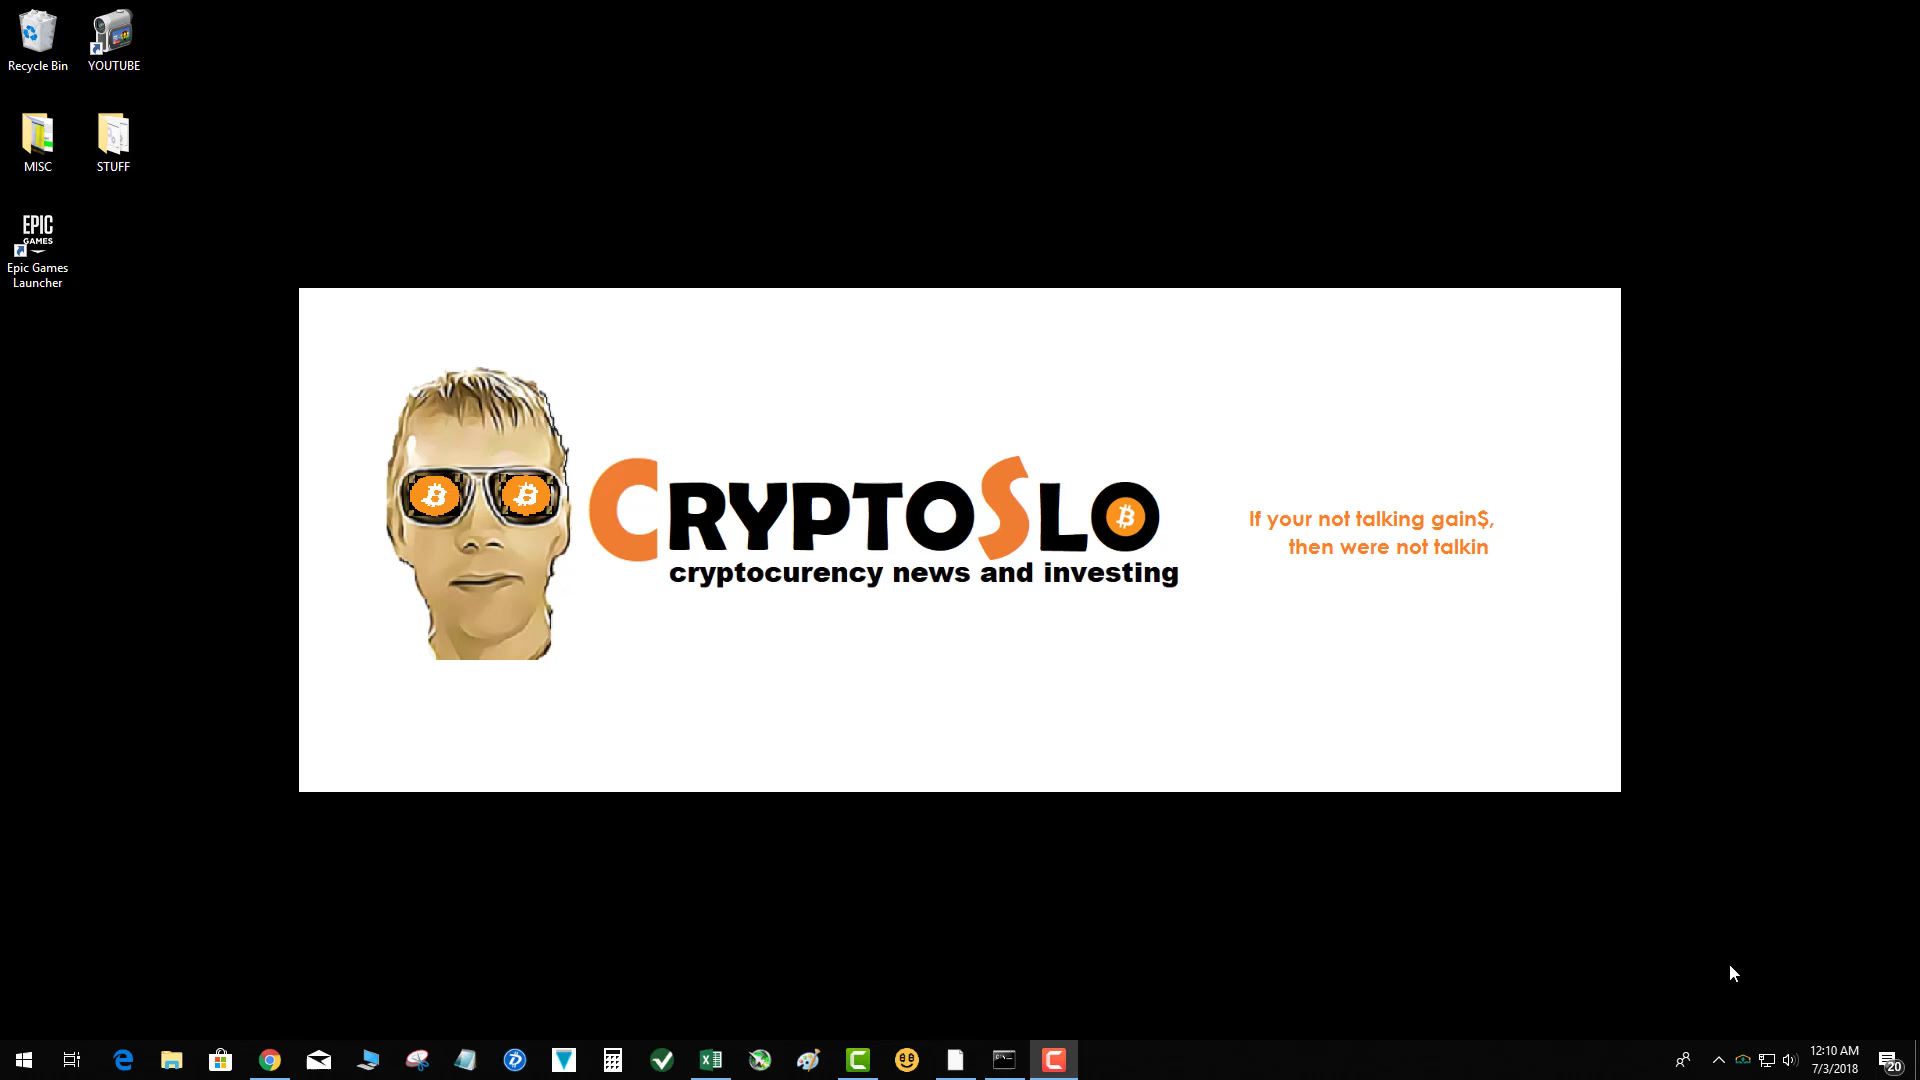 Recycle Bin
YOUTUBE
MISC
STUFF
EPIC
GAMES
Epic Games
Launcher
CRYPTOSLO
cryptocurency news and investing
If your not talking gain$,
then were not talkin
12:10 AM
7/3/2018
20